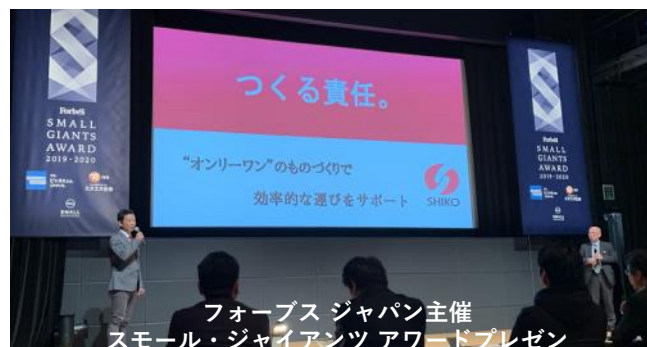 Forbes
SMALL
GIANTS
AWARD
2019-2020
つくる責任。
“オンリーワン”のものづくりで
効率的な運びをサポート
SHIKO
Forbes
SMALL
GIANTS
AWARD
2019-2020
フォーブス ジャパン主催
スモール・ジャイアンツ アワードプレゼン